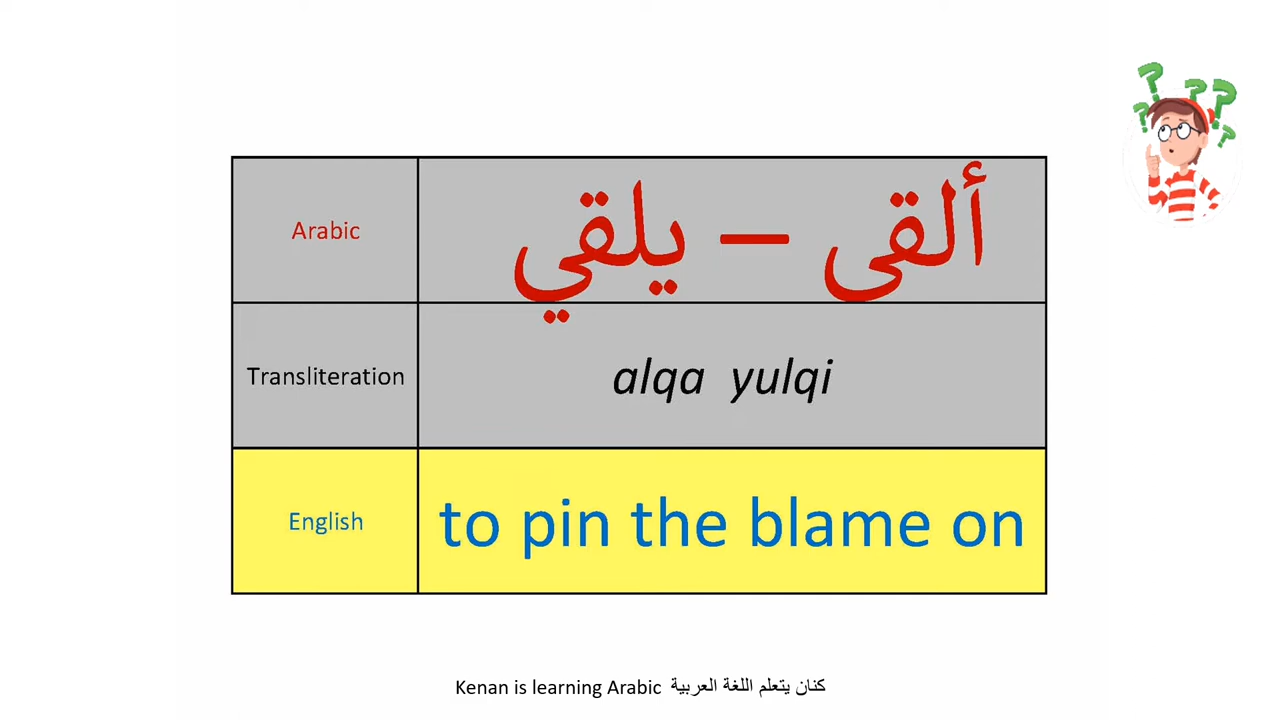 Arabic
ألقى – يلقي
Transliteration
alqa yulqi
English
to pin the blame on
Kenan is learning Arabic كنان يتعلم اللغة العربية